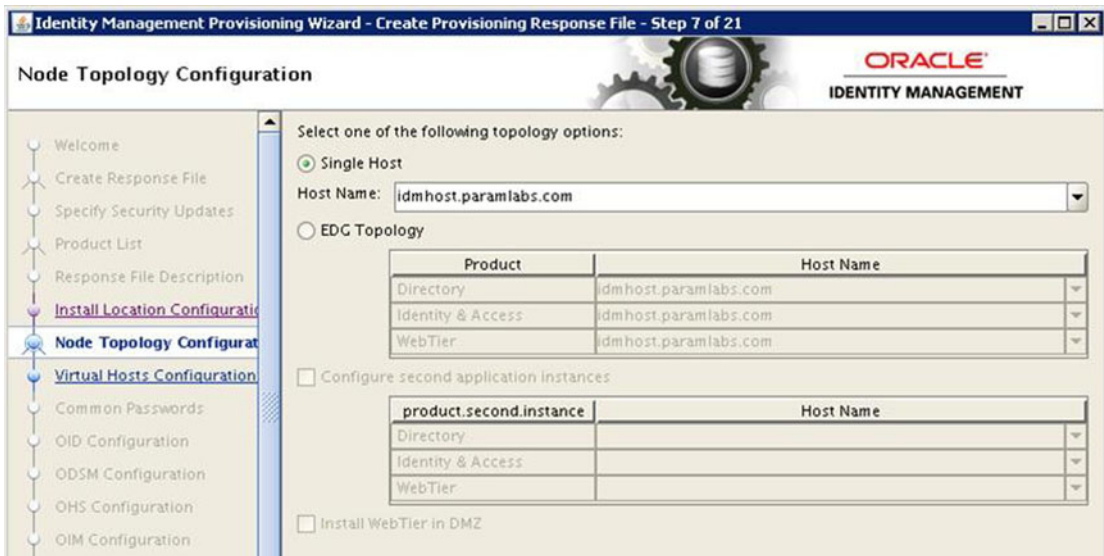 Identity Management Provisioning Wizard - Create Provisioning Response File - Step 7 of 21
Node Topology Configuration
ORACLE
IDENTITY MANAGEMENT
Welcome
Create Response File
Specify Security Updates
Product List
Response File Description
Install Location Configuratio
Node Topology Configurat
Virtual Hosts Configuration
Common Passwords
OID Configuration
ODSM Configuration
OHS Configuration
OIM Configuration
Select one of the following topology options:
Single Host
Host Name: idmhost.paramlabs.com
EDG Topology
Product Host Name
Directory idmhost.paramlabs.com
Identity & Access idmhost.paramlabs.com
WebTier idmhost.paramlabs.com
Configure second application instances
product.second.instance Host Name
Directory
Identity & Access
WebTier
Install WebTier in DMZ